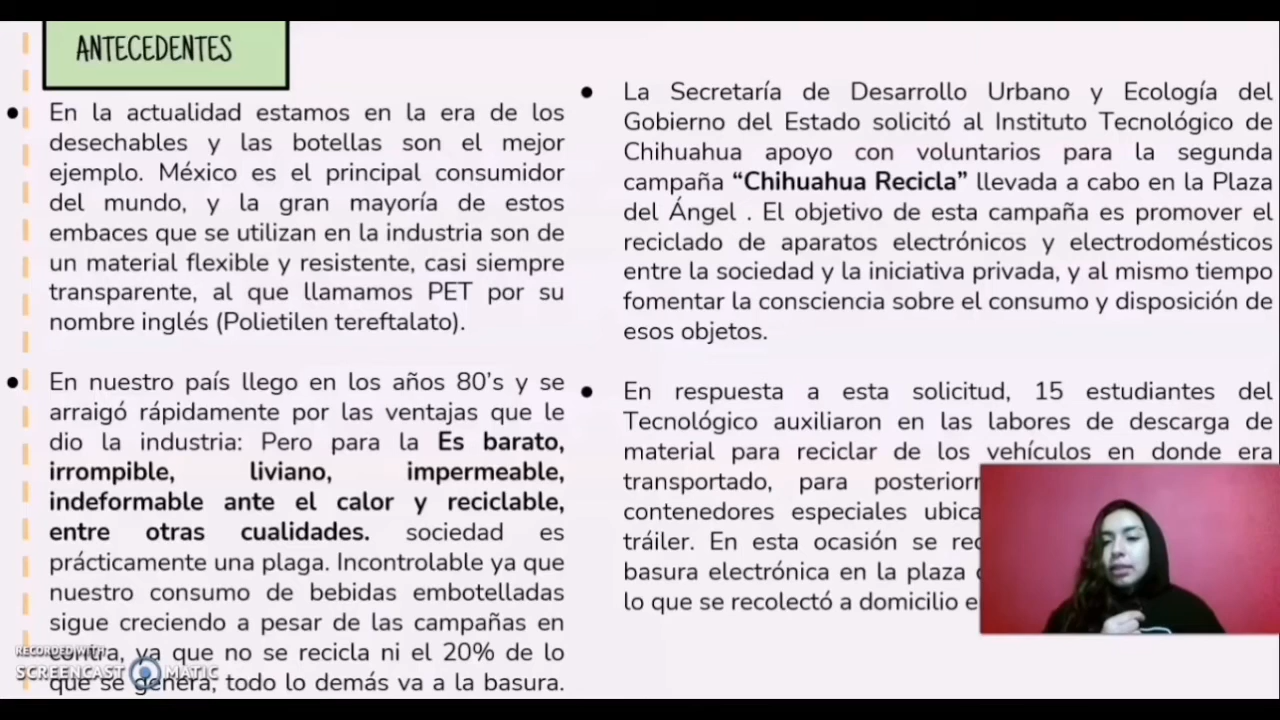 ANTECEDENTES
En la actualidad estamos en la era de los
desechables y las botellas son el mejor
ejemplo. México es el principal consumidor
del mundo, y la gran mayoría de estos
embaces que se utilizan en la industria son de
un material flexible y resistente, casi siempre
transparente, al que llamamos PET por su
nombre inglés (Polietilen tereftalato).
En nuestro país llego en los años 80’s y se
arraigó rápidamente por las ventajas que le
dio la industria: Pero para la Es barato,
irrompible, liviano, impermeable,
indeformable ante el calor y reciclable,
entre otras cualidades. sociedad es
prácticamente una plaga. Incontrolable ya que
nuestro consumo de bebidas embotelladas
sigue creciendo a pesar de las campañas en
contra, ya que no se recicla ni el 20% de lo
que se genera, todo lo demás va a la basura.
La Secretaría de Desarrollo Urbano y Ecología del
Gobierno del Estado solicitó al Instituto Tecnológico de
Chihuahua apoyo con voluntarios para la segunda
campaña “Chihuahua Recicla” llevada a cabo en la Plaza
del Ángel . El objetivo de esta campaña es promover el
reciclado de aparatos electrónicos y electrodomésticos
entre la sociedad y la iniciativa privada, y al mismo tiempo
fomentar la consciencia sobre el consumo y disposición de
esos objetos.
En respuesta a esta solicitud, 15 estudiantes del
Tecnológico auxiliaron en las labores de descarga de
material para reciclar de los vehículos en donde era
transportado, para
contenedores especiales
tráiler. En esta ocasión se
basura electrónica en la plaza
lo que se recolectó a domicilio
RECORDED WITH
SCREENCAST MATIC